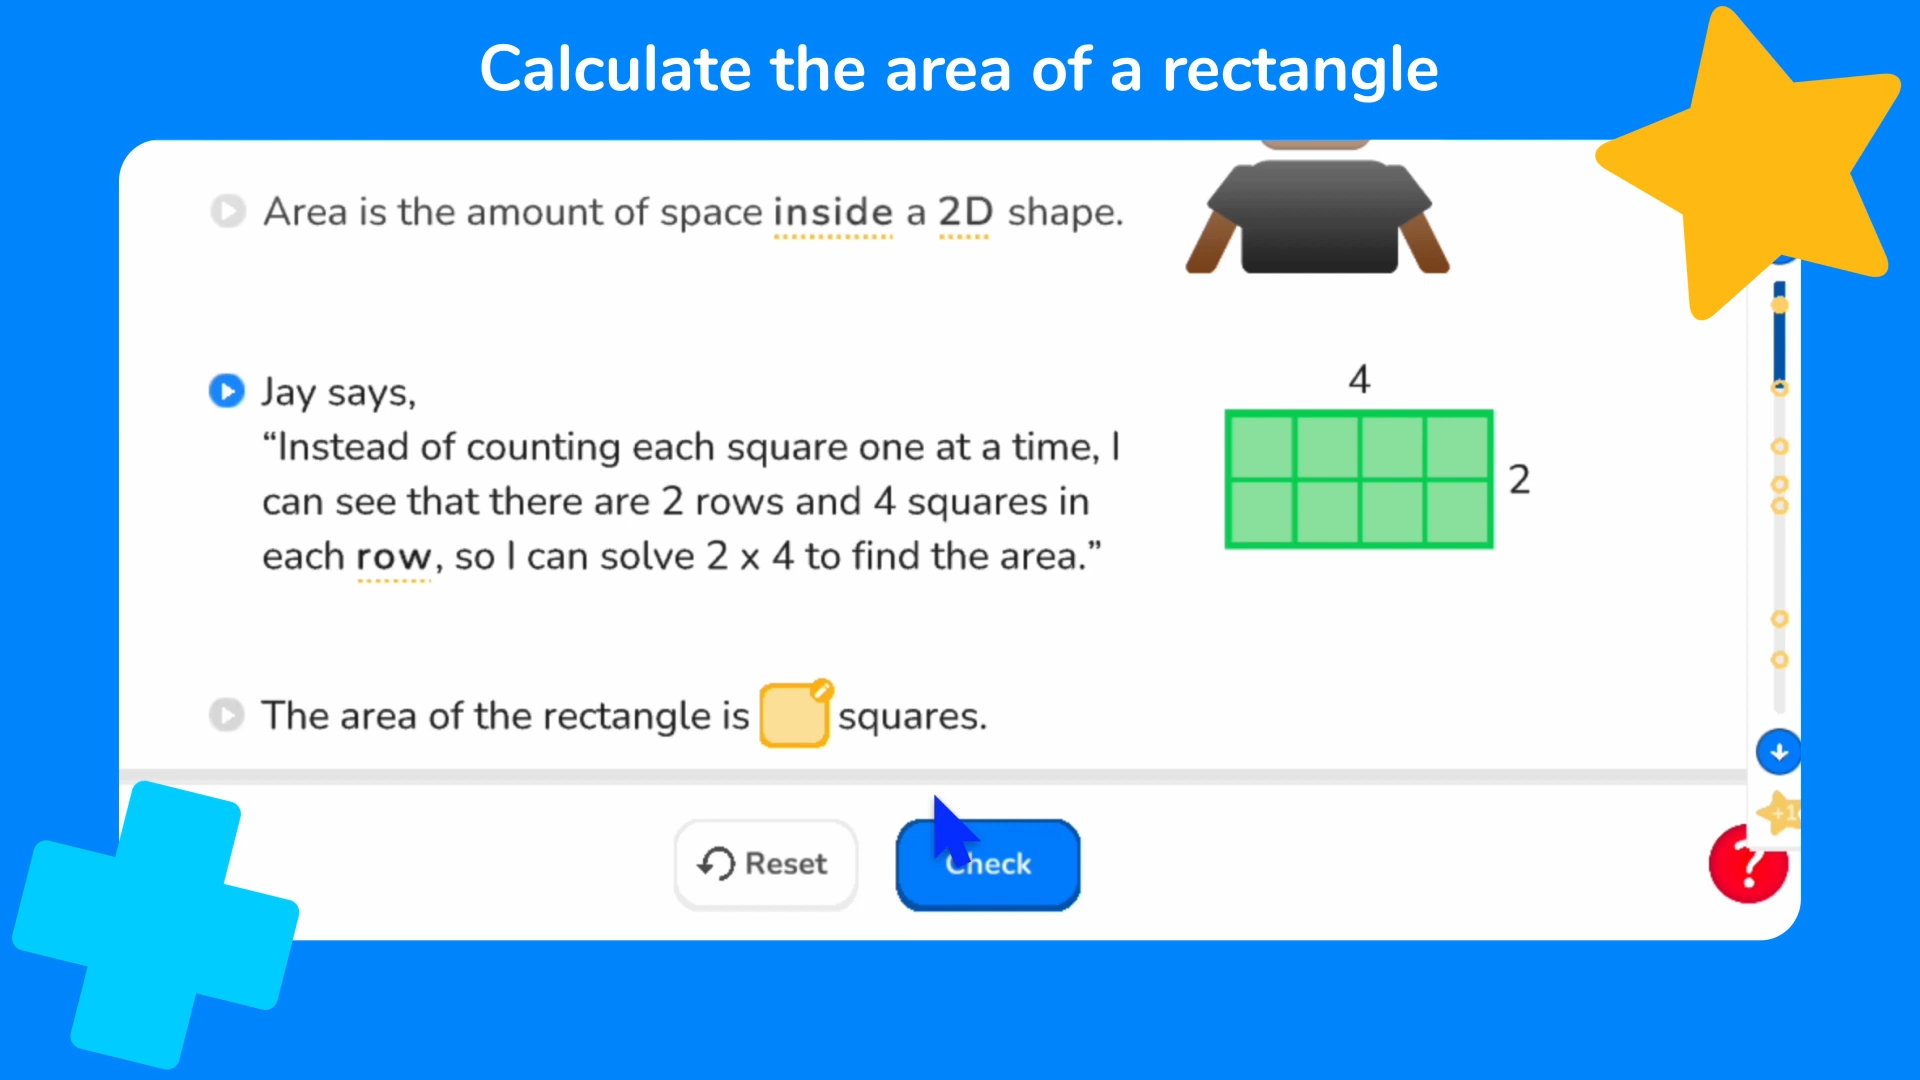 Calculate the area of a rectangle
Area is the amount of space inside a 2D shape.
Jay says,
“Instead of counting each square one at a time, I
can see that there are 2 rows and 4 squares in
each row, so I can solve 2 x 4 to find the area.”
4
2
The area of the rectangle is squares.
Reset
Check
?